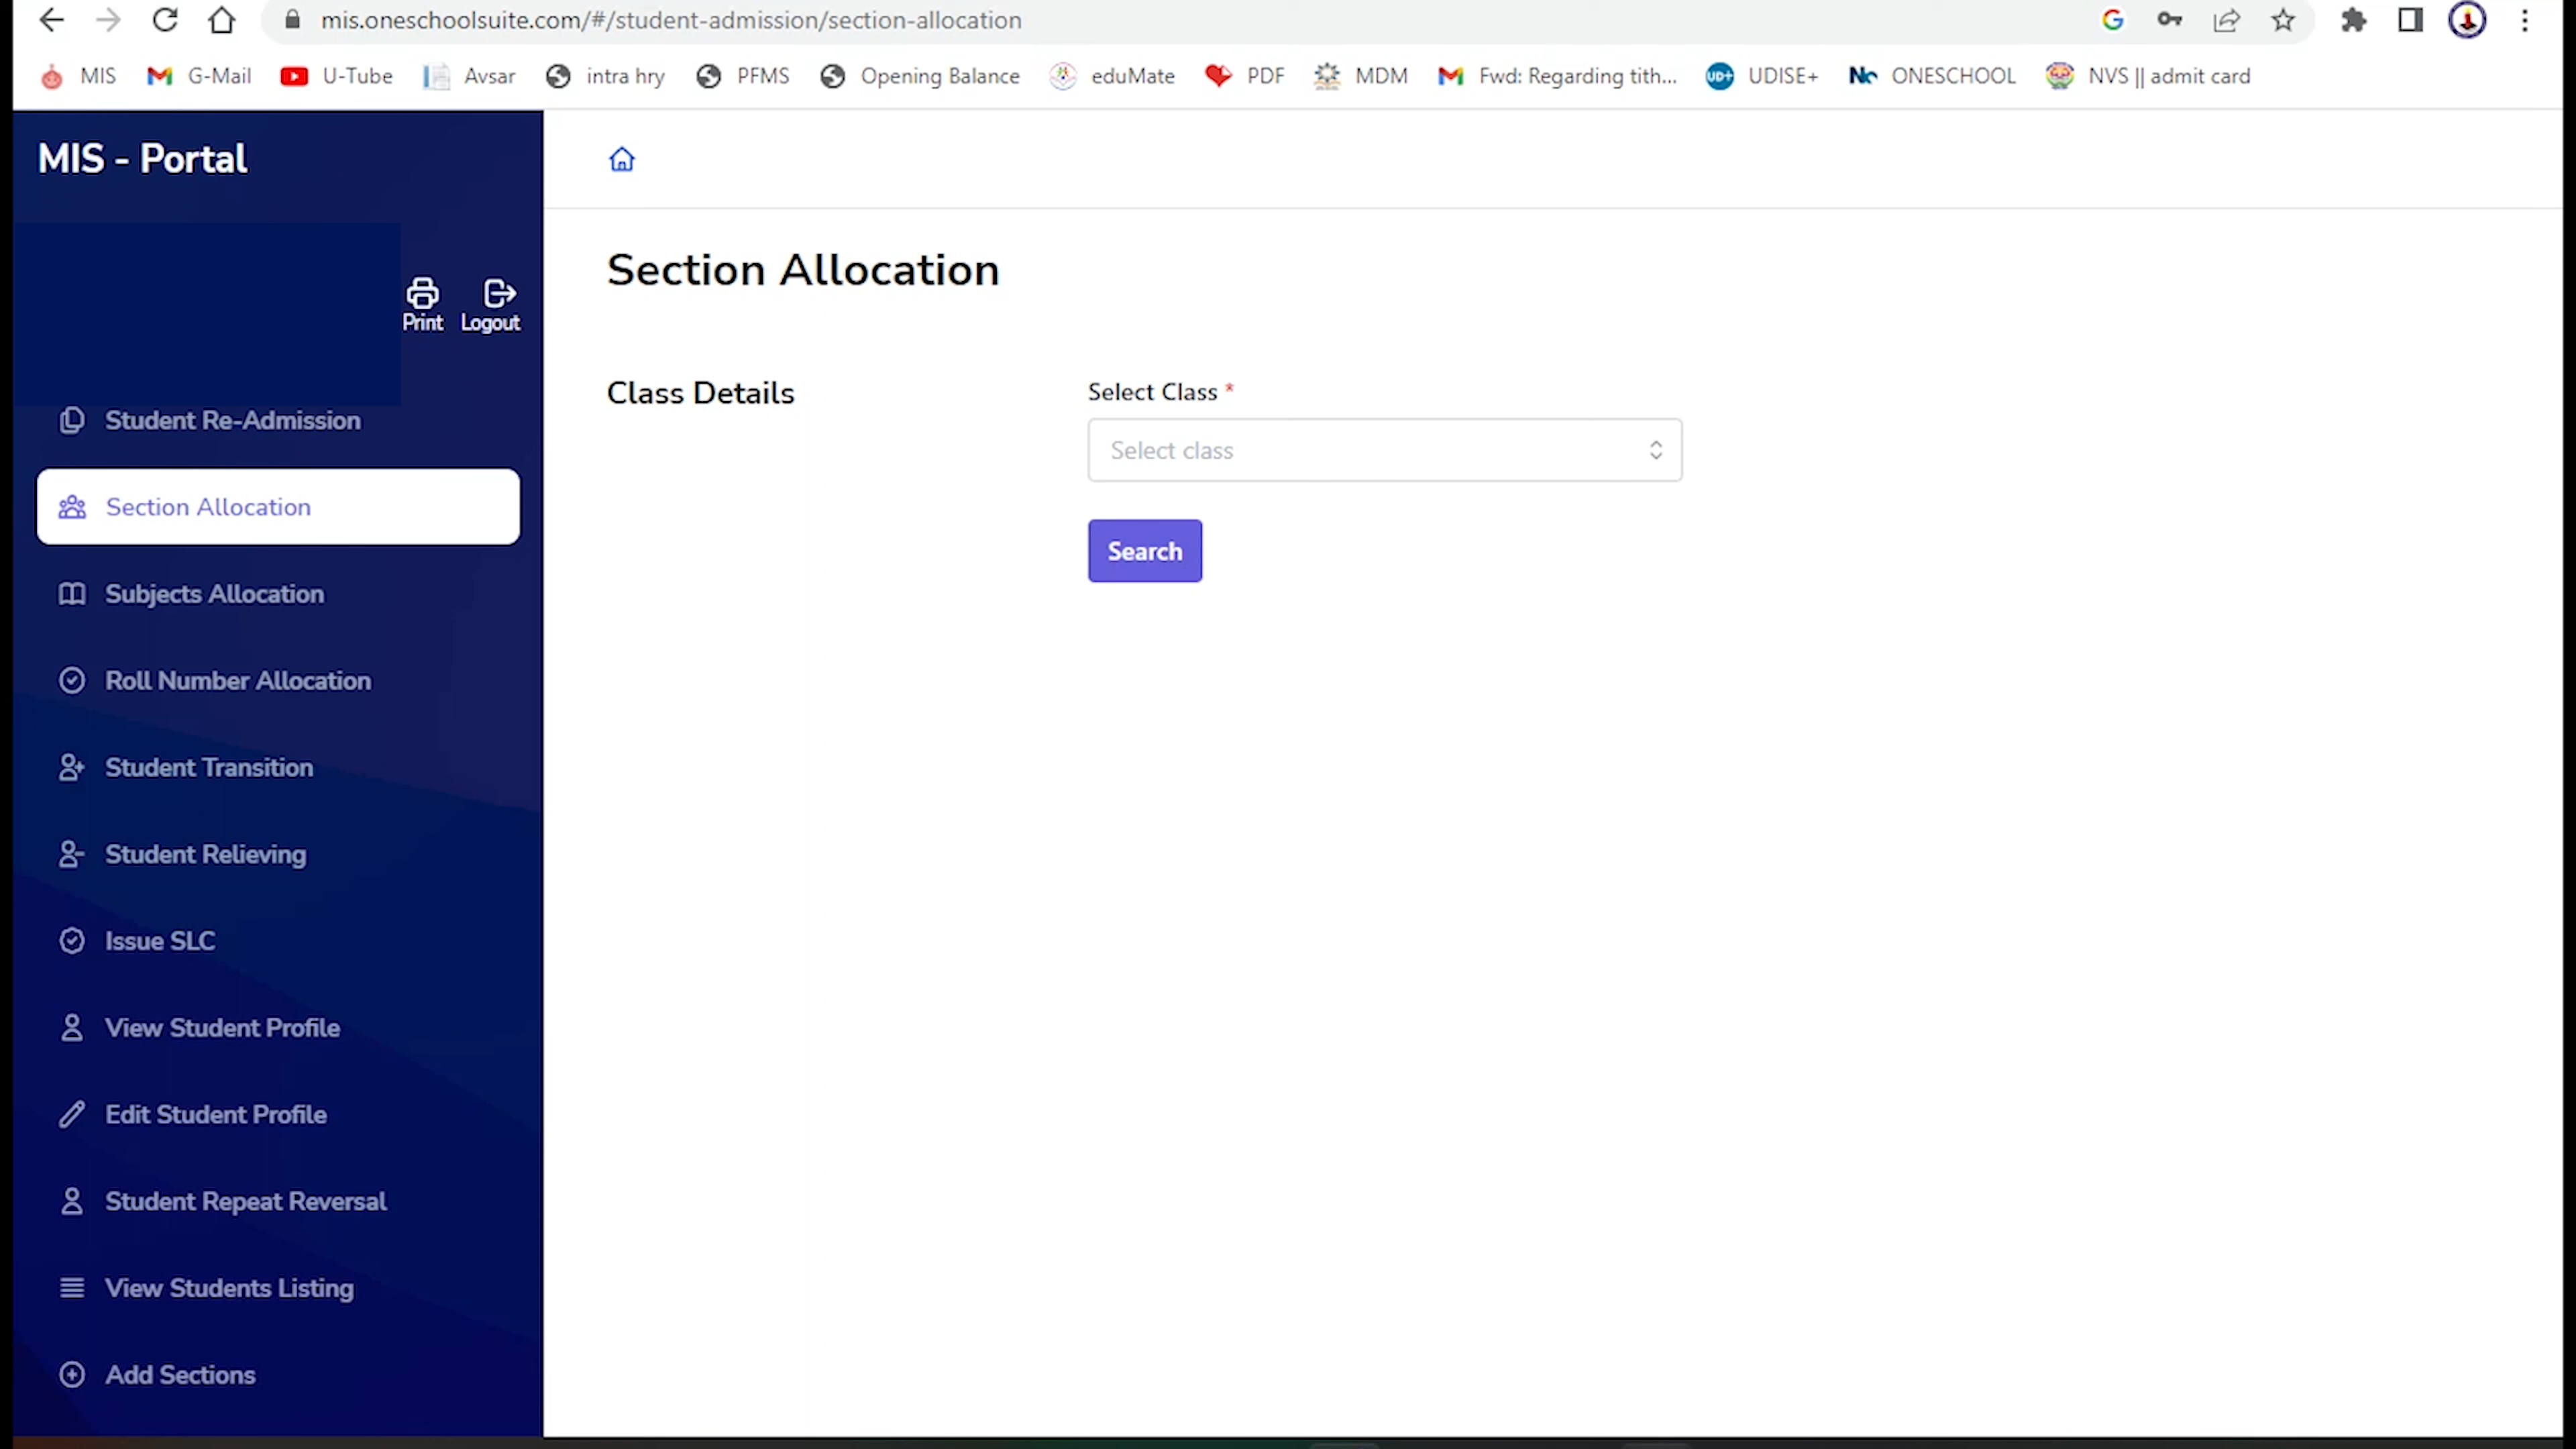 mis.oneschoolsuite.com/#/student-admission/section-allocation
MIS G-Mail U-Tube Avsar intra hry PFMS Opening Balance eduMate PDF MDM Fwd: Regarding tith... UDISE+ ONESCHOOL NVS || admit card
MIS - Portal
Print Logout
Student Re-Admission
Section Allocation
Subjects Allocation
Roll Number Allocation
Student Transition
Student Relieving
Issue SLC
View Student Profile
Edit Student Profile
Student Repeat Reversal
View Students Listing
Add Sections
Section Allocation
Class Details
Select Class *
Select class
Search